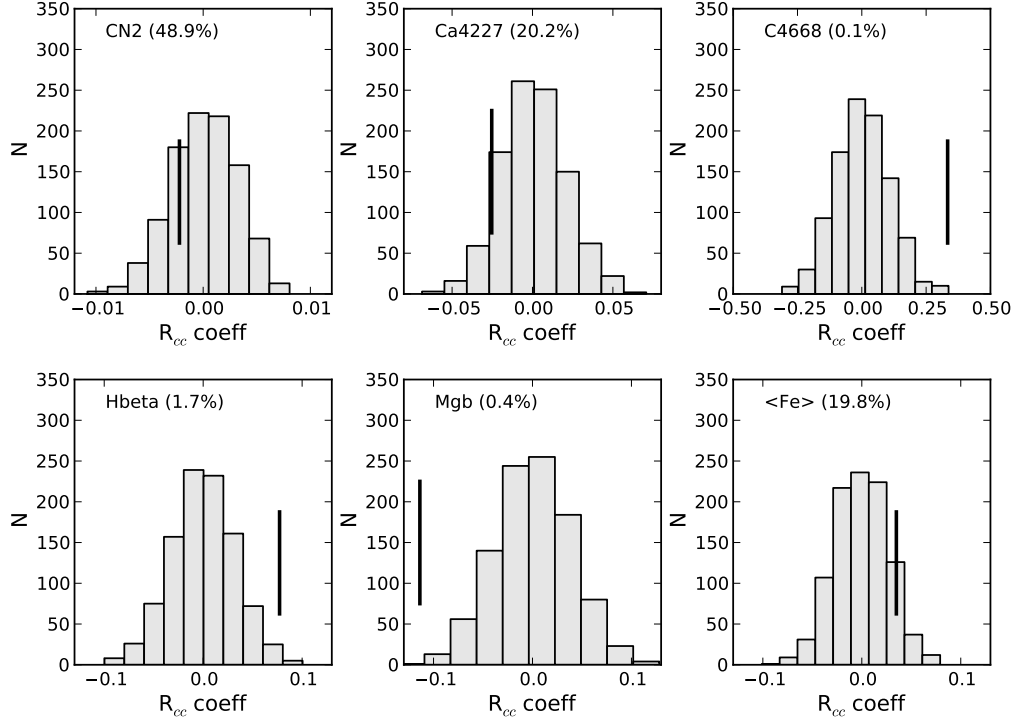 CN2 (48.9%)
350
300
250
200
150
100
50
0
N
−0.01 0.00 0.01
R_cc coeff
Ca4227 (20.2%)
350
300
250
200
150
100
50
0
N
−0.05 0.00 0.05
R_cc coeff
C4668 (0.1%)
350
300
250
200
150
100
50
0
N
−0.50 −0.25 0.00 0.25 0.50
R_cc coeff
Hbeta (1.7%)
350
300
250
200
150
100
50
0
N
−0.1 0.0 0.1
R_cc coeff
Mgb (0.4%)
350
300
250
200
150
100
50
0
N
−0.1 0.0 0.1
R_cc coeff
<Fe> (19.8%)
350
300
250
200
150
100
50
0
N
−0.1 0.0 0.1
R_cc coeff